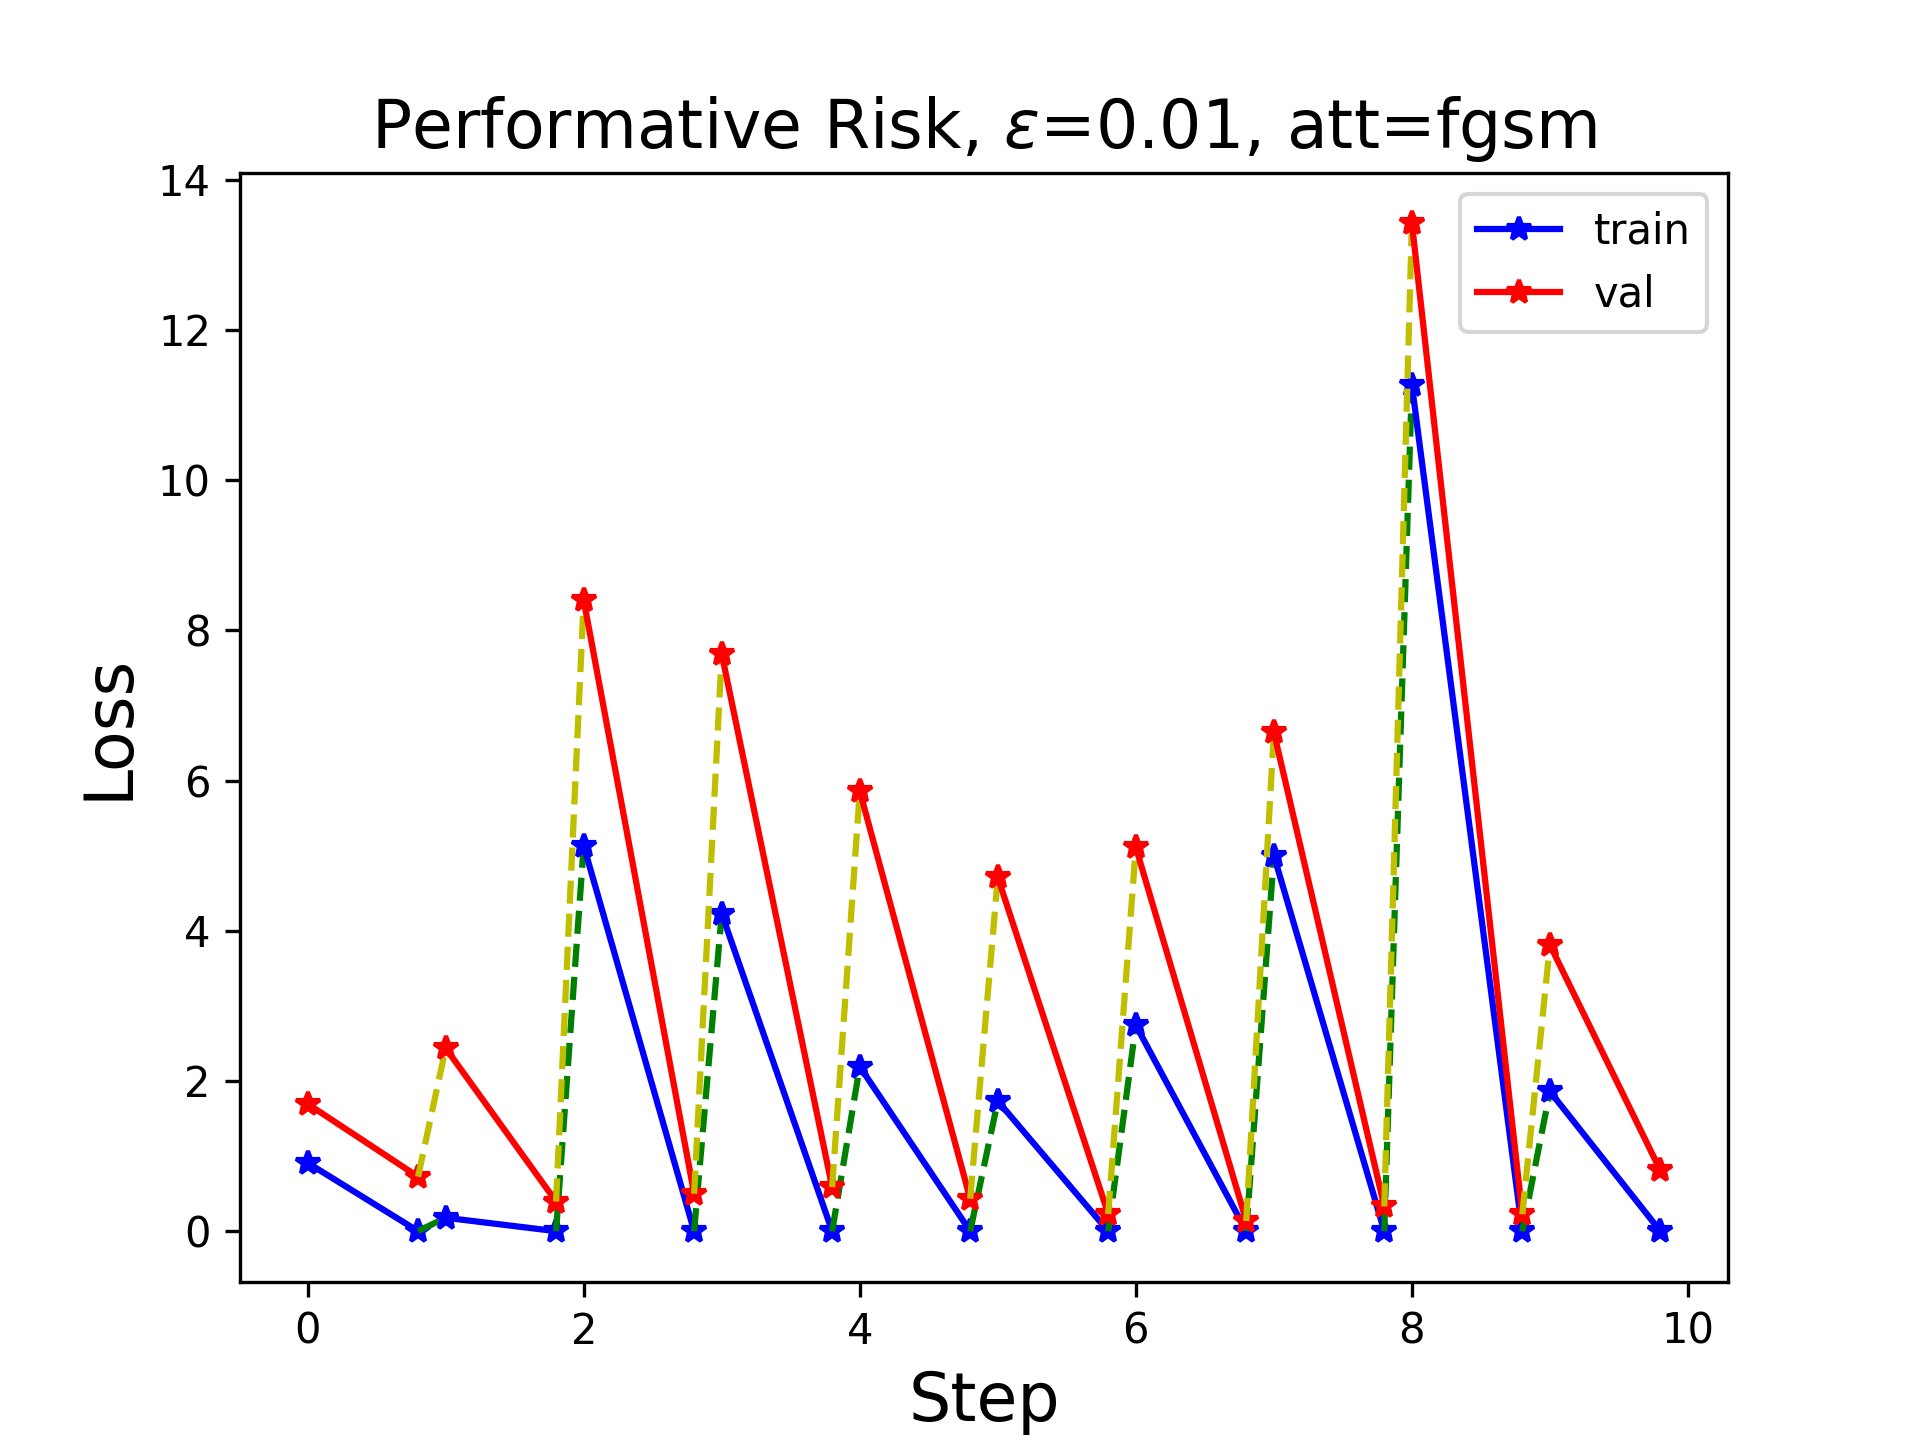 Performative Risk, ε=0.01, att=fgsm
14
12
10
8
6
4
2
0
Loss
train
val
0 2 4 6 8 10
Step